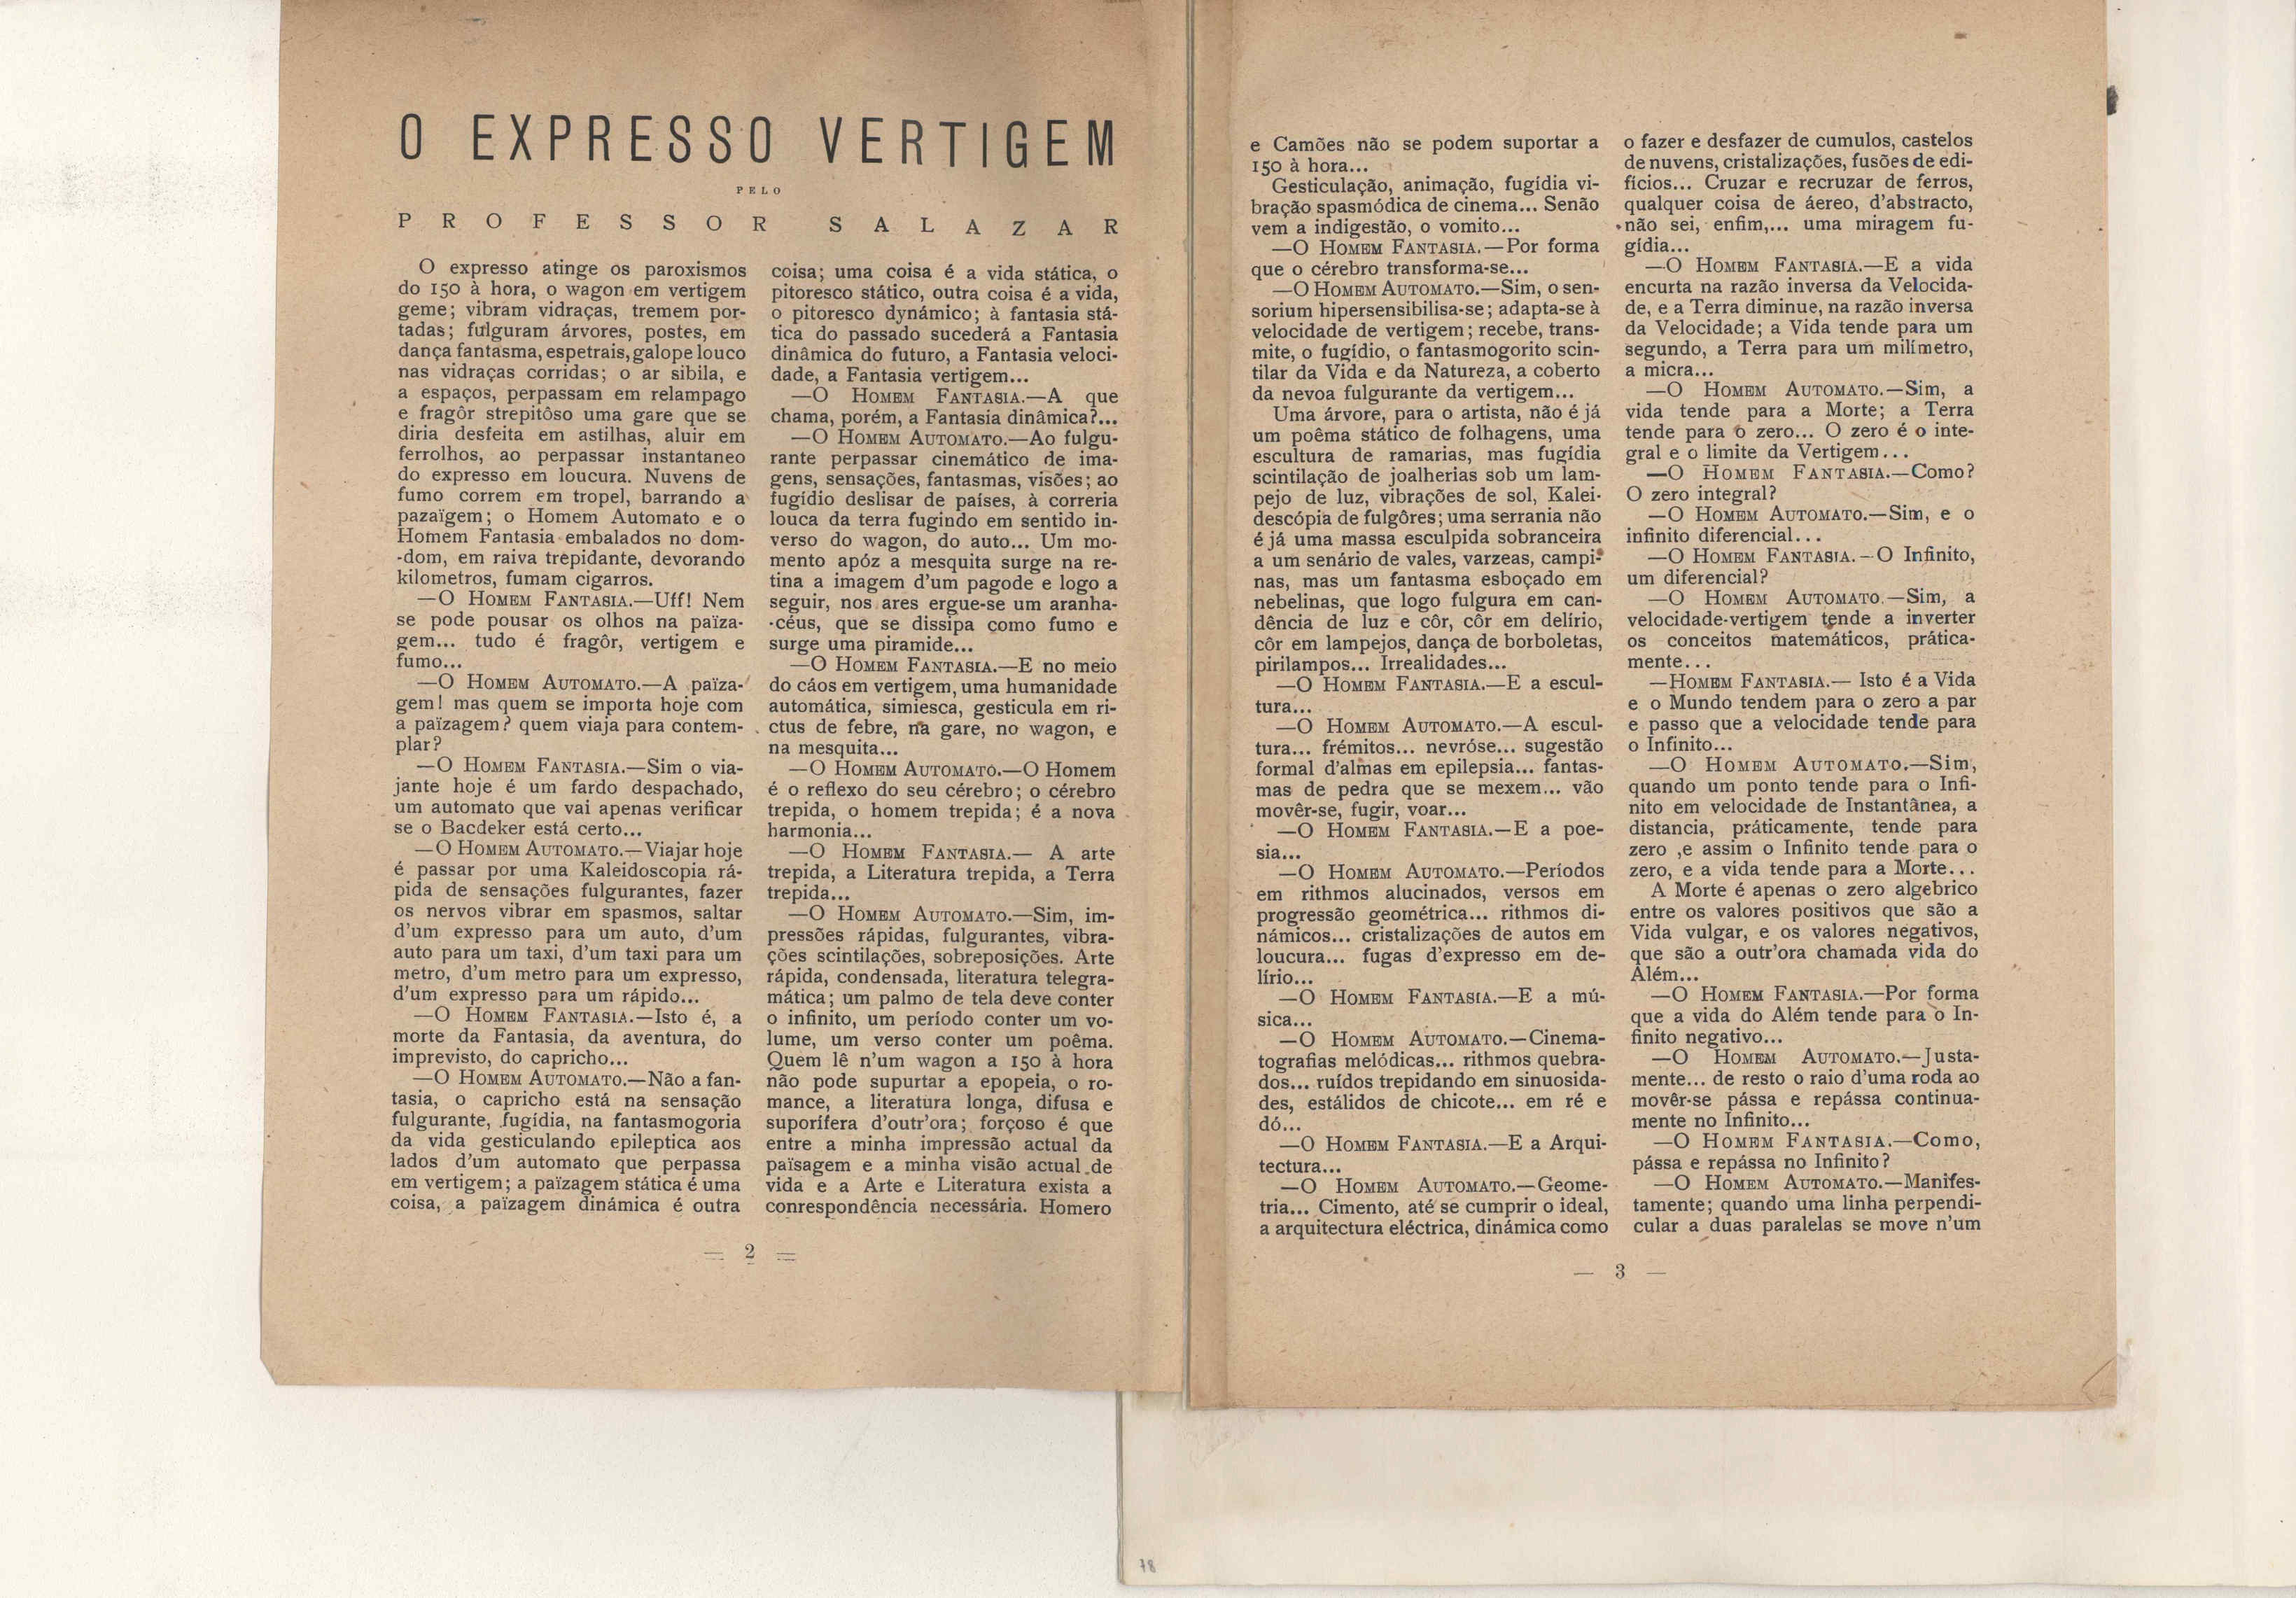 O EXPRESSO VERTIGEM
PELO
PROFESSOR SALAZAR
O expresso atinge os paroxismos
do 150 à hora, o wagon em vertigem
geme; vibram vidraças, tremem por-
tadas; fulguram árvores, postes, em
dança fantasma, espetrais, galope louco
nas vidraças corridas; o ar sibila, e
a espaços, perpassam em relampago
e fragôr strepitôso uma gare que se
diria desfeita em astilhas, aluir em
ferrolhos, ao perpassar instantaneo
do expresso em loucura. Nuvens de
fumo correm em tropel, barrando a
pazaïgem; o Homem Automato e o
Homem Fantasia embalados no dom-
-dom, em raiva trepidante, devorando
kilometros, fumam cigarros.
—O HOMEM FANTASIA.—Uff! Nem
se pode pousar os olhos na païza-
gem... tudo é fragôr, vertigem e
fumo...
—O HOMEM AUTOMATO.—A païza-
gem! mas quem se importa hoje com
a païzagem? quem viaja para contem-
plar?
—O HOMEM FANTASIA.—Sim o via-
jante hoje é um fardo despachado,
um automato que vai apenas verificar
se o Bacdeker está certo...
—O HOMEM AUTOMATO.—Viajar hoje
é passar por uma Kaleidoscopia rá-
pida de sensações fulgurantes, fazer
os nervos vibrar em spasmos, saltar
d'um expresso para um auto, d'um
auto para um taxi, d'um taxi para um
metro, d'um metro para um expresso,
d'um expresso para um rápido...
—O HOMEM FANTASIA.—Isto é, a
morte da Fantasia, da aventura, do
imprevisto, do capricho...
—O HOMEM AUTOMATO.—Não a fan-
tasia, o capricho está na sensação
fulgurante, fugídia, na fantasmogoria
da vida gesticulando epileptica aos
lados d'um automato que perpassa
em vertigem; a païzagem stática é uma
coisa, a païzagem dinámica é outra
coisa; uma coisa é a vida stática, o
pitoresco stático, outra coisa é a vida,
o pitoresco dynámico; à fantasia stá-
tica do passado sucederá a Fantasia
dinâmica do futuro, a Fantasia veloci-
dade, a Fantasia vertigem...
—O HOMEM FANTASIA.—A que
chama, porém, a Fantasia dinâmica?...
—O HOMEM AUTOMATO.—Ao fulgu-
rante perpassar cinemático de ima-
gens, sensações, fantasmas, visões; ao
fugídio deslisar de países, à correria
louca da terra fugindo em sentido in-
verso do wagon, do auto... Um mo-
mento apóz a mesquita surge na re-
tina a imagem d'um pagode e logo a
seguir, nos ares ergue-se um aranha-
-céus, que se dissipa como fumo e
surge uma piramide...
—O HOMEM FANTASIA.—E no meio
do cáos em vertigem, uma humanidade
automática, simiesca, gesticula em ri-
ctus de febre, na gare, no wagon, e
na mesquita...
—O HOMEM AUTOMATO.—O Homem
é o reflexo do seu cérebro; o cérebro
trepida, o homem trepida; é a nova
harmonia...
—O HOMEM FANTASIA.— A arte
trepida, a Literatura trepida, a Terra
trepida...
—O HOMEM AUTOMATO.—Sim, im-
pressões rápidas, fulgurantes, vibra-
ções scintilações, sobreposições. Arte
rápida, condensada, literatura telegra-
mática; um palmo de tela deve conter
o infinito, um período conter um vo-
lume, um verso conter um poêma.
Quem lê n'um wagon a 150 à hora
não pode supurtar a epopeia, o ro-
mance, a literatura longa, difusa e
suporífera d'outr'ora; forçoso é que
entre a minha impressão actual da
païsagem e a minha visão actual de
vida e a Arte e Literatura exista a
conrespondência necessária. Homero
— 2 —
e Camões não se podem suportar a
150 à hora...
Gesticulação, animação, fugídia vi-
bração spasmódica de cinema... Senão
vem a indigestão, o vomito...
—O HOMEM FANTASIA.—Por forma
que o cérebro transforma-se...
—O HOMEM AUTOMATO.—Sim, o sen-
sorium hipersensibilisa-se; adapta-se à
velocidade de vertigem; recebe, trans-
mite, o fugídio, o fantasmogorito scin-
tilar da Vida e da Natureza, a coberto
da nevoa fulgurante da vertigem...
Uma árvore, para o artista, não é já
um poêma stático de folhagens, uma
escultura de ramarias, mas fugídia
scintilação de joalherias sob um lam-
pejo de luz, vibrações de sol, Kalei-
descópia de fulgôres; uma serrania não
é já uma massa esculpida sobranceira
a um senário de vales, varzeas, campi-
nas, mas um fantasma esboçado em
nebelinas, que logo fulgura em can-
dência de luz e côr, côr em delírio,
côr em lampejos, dança de borboletas,
pirilampos... Irrealidades...
—O HOMEM FANTASIA.—E a escul-
tura...
—O HOMEM AUTOMATO.—A escul-
tura... frémitos... nevróse... sugestão
formal d'almas em epilepsia... fantas-
mas de pedra que se mexem... vão
movêr-se, fugir, voar...
—O HOMEM FANTASIA.—E a poe-
sia...
—O HOMEM AUTOMATO.—Períodos
em rithmos alucinados, versos em
progressão geométrica... rithmos di-
námicos... cristalizações de autos em
loucura... fugas d'expresso em de-
lírio...
—O HOMEM FANTASIA.—E a mú-
sica...
—O HOMEM AUTOMATO.—Cinema-
tografias melódicas... rithmos quebra-
dos... ruídos trepidando em sinuosida-
des, estálidos de chicote... em ré e
dó...
—O HOMEM FANTASIA.—E a Arqui-
tectura...
—O HOMEM AUTOMATO.—Geome-
tria... Cimento, até se cumprir o ideal,
a arquitectura eléctrica, dinámica como
o fazer e desfazer de cumulos, castelos
de nuvens, cristalizações, fusões de edi-
fícios... Cruzar e recruzar de ferros,
qualquer coisa de áereo, d'abstracto,
não sei, enfim,... uma miragem fu-
gídia...
—O HOMEM FANTASIA.—E a vida
encurta na razão inversa da Velocida-
de, e a Terra diminue, na razão inversa
da Velocidade; a Vida tende para um
segundo, a Terra para um milímetro,
a micra...
—O HOMEM AUTOMATO.—Sim, a
vida tende para a Morte; a Terra
tende para o zero... O zero é o inte-
gral e o limite da Vertigem...
—O HOMEM FANTASIA.—Como?
O zero integral?
—O HOMEM AUTOMATO.—Sim, e o
infinito diferencial...
—O HOMEM FANTASIA.—O Infinito,
um diferencial?
—O HOMEM AUTOMATO.—Sim, a
velocidade-vertigem tende a inverter
os conceitos matemáticos, prática-
mente...
—HOMEM FANTASIA.— Isto é a Vida
e o Mundo tendem para o zero a par
e passo que a velocidade tende para
o Infinito...
—O HOMEM AUTOMATO.—Sim,
quando um ponto tende para o Infi-
nito em velocidade de Instantânea, a
distancia, práticamente, tende para
zero ,e assim o Infinito tende para o
zero, e a vida tende para a Morte...
A Morte é apenas o zero algebrico
entre os valores positivos que são a
Vida vulgar, e os valores negativos,
que são a outr'ora chamada vida do
Além...
—O HOMEM FANTASIA.—Por forma
que a vida do Além tende para o In-
finito negativo...
—O HOMEM AUTOMATO.—Justa-
mente... de resto o raio d'uma roda ao
movêr-se pássa e repássa continua-
mente no Infinito...
—O HOMEM FANTASIA.—Como,
pássa e repássa no Infinito?
—O HOMEM AUTOMATO.—Manifes-
tamente; quando uma linha perpendi-
cular a duas paralelas se move n'um
— 3 —
78